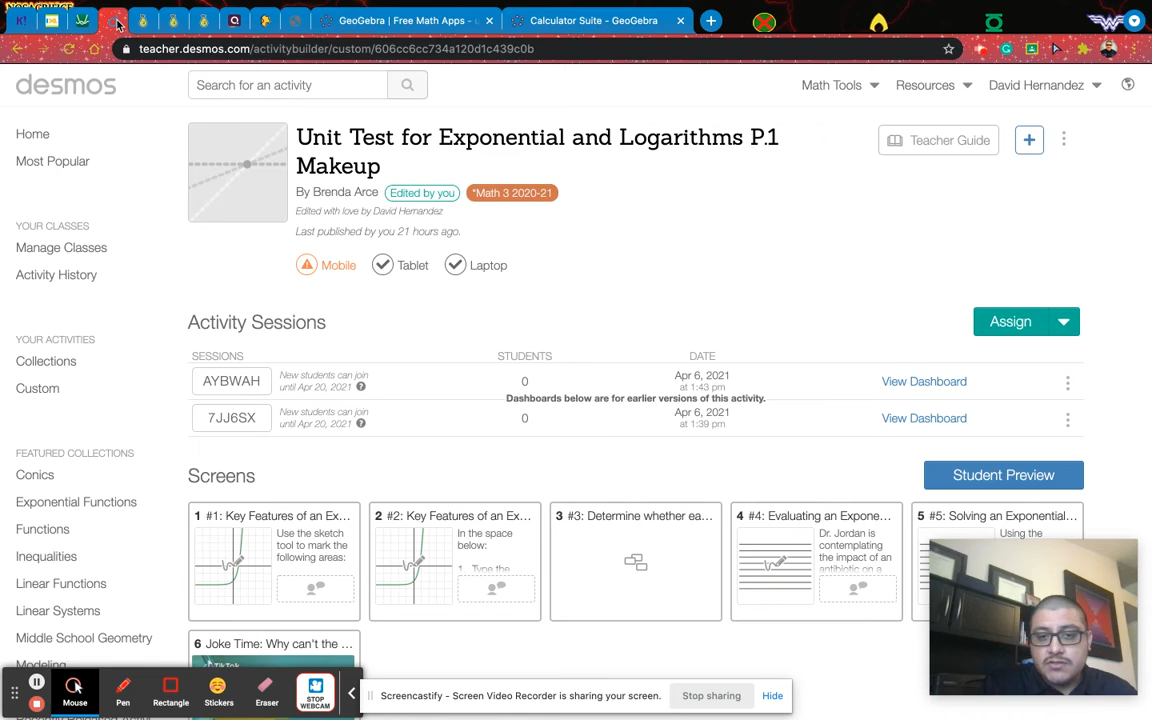 GeoGebra | Free Math Apps -
Calculator Suite - GeoGebra
teacher.desmos.com/activitybuilder/custom/606cc6cc734a120d1c439c0b
desmos
Search for an activity
Math Tools
Resources
David Hernandez
Home
Most Popular
YOUR CLASSES
Manage Classes
Activity History
YOUR ACTIVITIES
Collections
Custom
FEATURED COLLECTIONS
Conics
Exponential Functions
Functions
Inequalities
Linear Functions
Linear Systems
Middle School Geometry
Modeling
Unit Test for Exponential and Logarithms P.1
Makeup
Teacher Guide
By Brenda Arce Edited by you *Math 3 2020-21
Edited with love by David Hernandez
Last published by you 21 hours ago.
Mobile Tablet Laptop
Activity Sessions
Assign
SESSIONS STUDENTS DATE
AYBWAH
New students can join
until Apr 20, 2021
0
Apr 6, 2021
at 1:43 pm
View Dashboard
Dashboards below are for earlier versions of this activity.
7JJ6SX
New students can join
until Apr 20, 2021
0
Apr 6, 2021
at 1:39 pm
View Dashboard
Screens
Student Preview
1 #1: Key Features of an Ex...
Use the sketch
tool to mark the
following areas:
2 #2: Key Features of an Ex...
In the space
below:
1. Type the
3 #3: Determine whether ea...
4 #4: Evaluating an Expone...
Dr. Jordan is
contemplating
the impact of an
antibiotic on a
5 #5: Solving an Exponential...
Using the
6 Joke Time: Why can't the ...
TikTok
Mouse
Pen
Rectangle
Stickers
Eraser
STOP
WEBCAM
Screencastify - Screen Video Recorder is sharing your screen.
Stop sharing
Hide